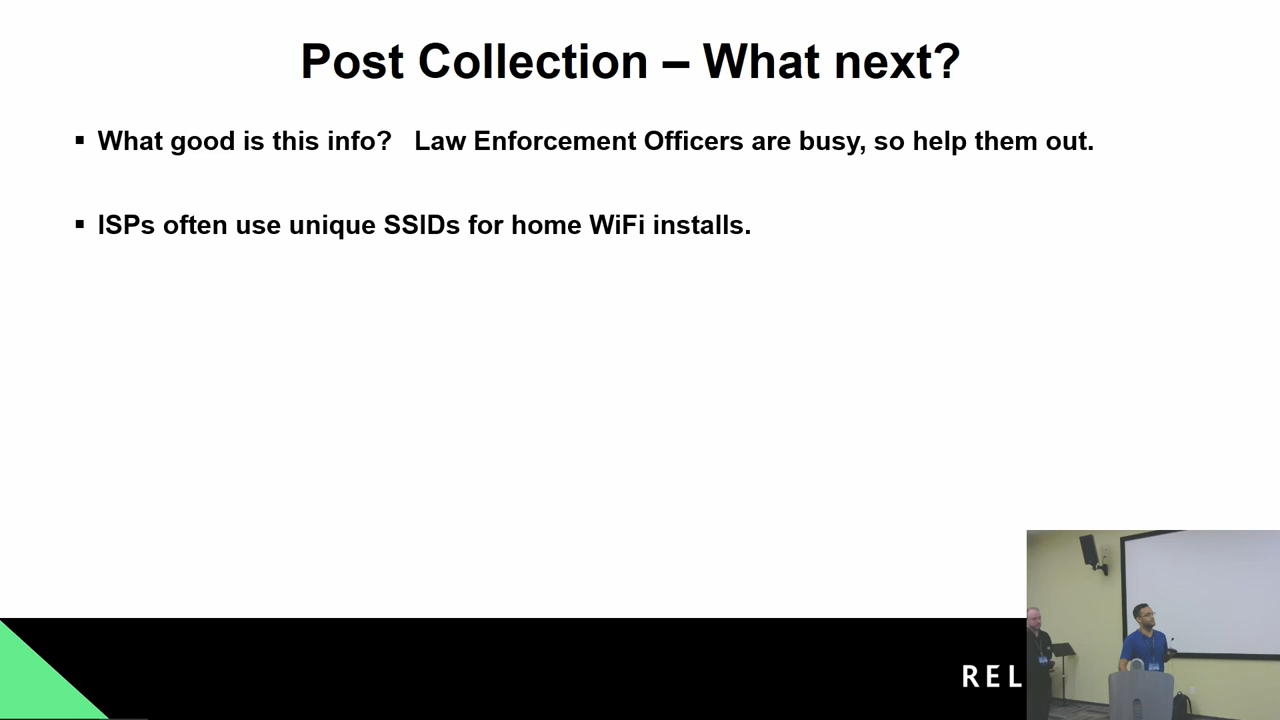 Post Collection – What next?
▪ What good is this info? Law Enforcement Officers are busy, so help them out.
▪ ISPs often use unique SSIDs for home WiFi installs.
REL